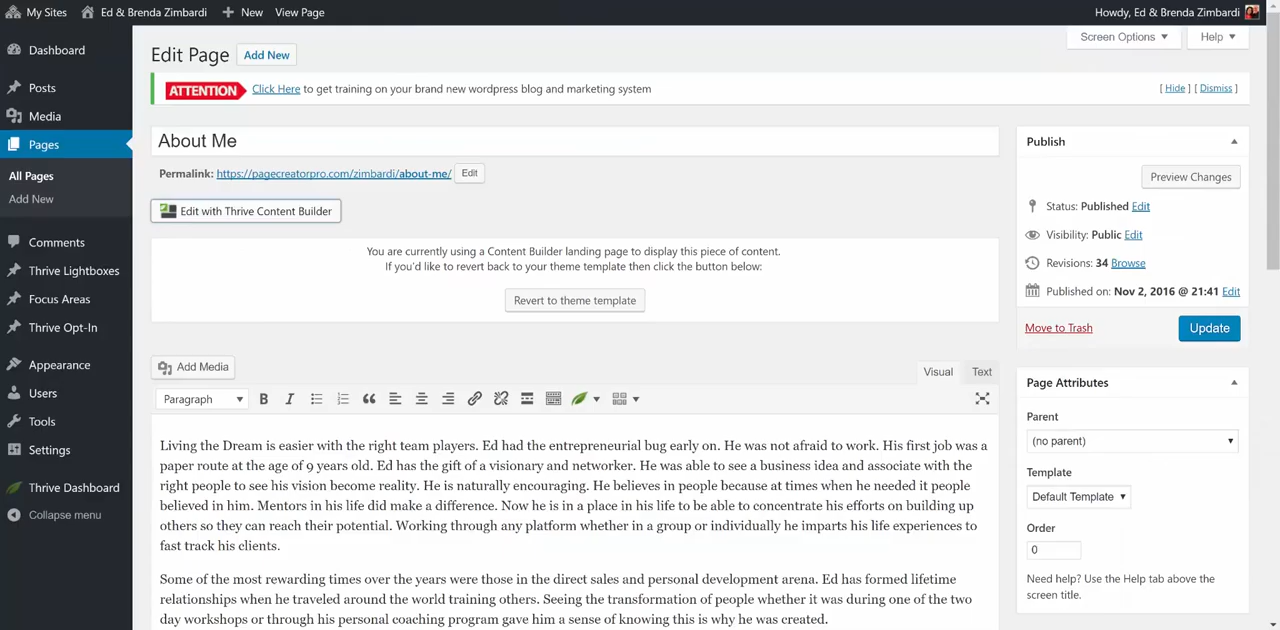 My Sites Ed & Brenda Zimbardi New View Page Howdy, Ed & Brenda Zimbardi
Screen Options Help
Dashboard
Posts
Media
Pages
All Pages
Add New
Comments
Thrive Lightboxes
Focus Areas
Thrive Opt-In
Appearance
Users
Tools
Settings
Thrive Dashboard
Collapse menu
Edit Page Add New
ATTENTION Click Here to get training on your brand new wordpress blog and marketing system [ Hide ] [ Dismiss ]
About Me
Permalink: https://pagecreatorpro.com/zimbardi/about-me/ Edit
Edit with Thrive Content Builder
You are currently using a Content Builder landing page to display this piece of content.
If you'd like to revert back to your theme template then click the button below:
Revert to theme template
Add Media
Visual Text
Paragraph B I
Living the Dream is easier with the right team players. Ed had the entrepreneurial bug early on. He was not afraid to work. His first job was a
paper route at the age of 9 years old. Ed has the gift of a visionary and networker. He was able to see a business idea and associate with the
right people to see his vision become reality. He is naturally encouraging. He believes in people because at times when he needed it people
believed in him. Mentors in his life did make a difference. Now he is in a place in his life to be able to concentrate his efforts on building up
others so they can reach their potential. Working through any platform whether in a group or individually he imparts his life experiences to
fast track his clients.
Some of the most rewarding times over the years were those in the direct sales and personal development arena. Ed has formed lifetime
relationships when he traveled around the world training others. Seeing the transformation of people whether it was during one of the two
day workshops or through his personal coaching program gave him a sense of knowing this is why he was created.
Publish
Preview Changes
Status: Published Edit
Visibility: Public Edit
Revisions: 34 Browse
Published on: Nov 2, 2016 @ 21:41 Edit
Move to Trash Update
Page Attributes
Parent
(no parent)
Template
Default Template
Order
0
Need help? Use the Help tab above the
screen title.